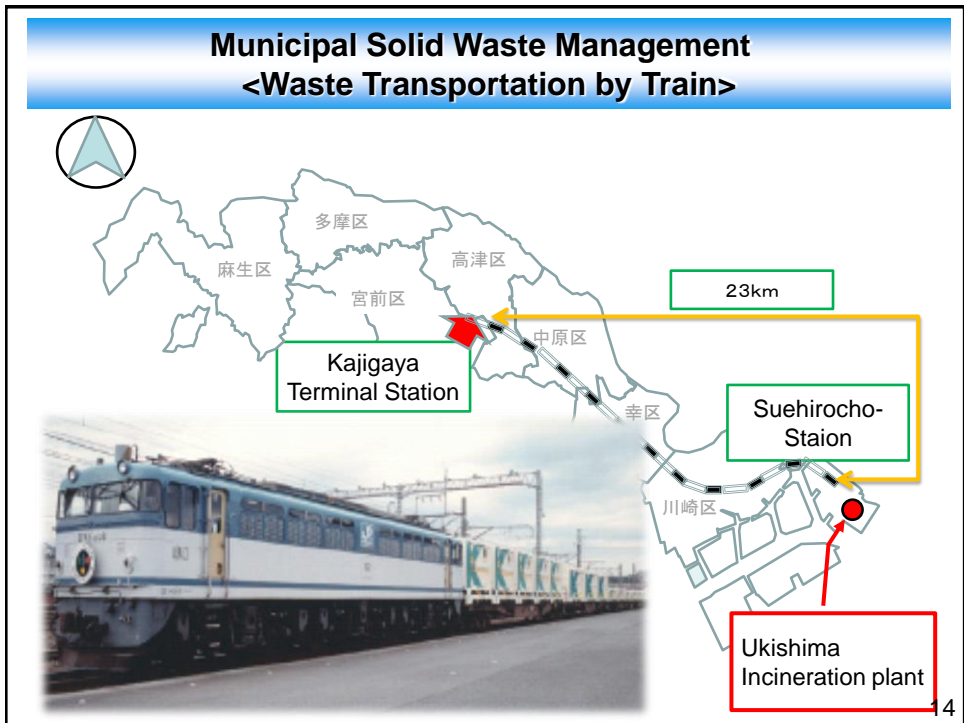 Municipal Solid Waste Management
<Waste Transportation by Train>
多摩区
麻生区
高津区
宮前区
23km
中原区
Kajigaya
Terminal Station
幸区
Suehirocho-
Staion
川崎区
Ukishima
Incineration plant
14